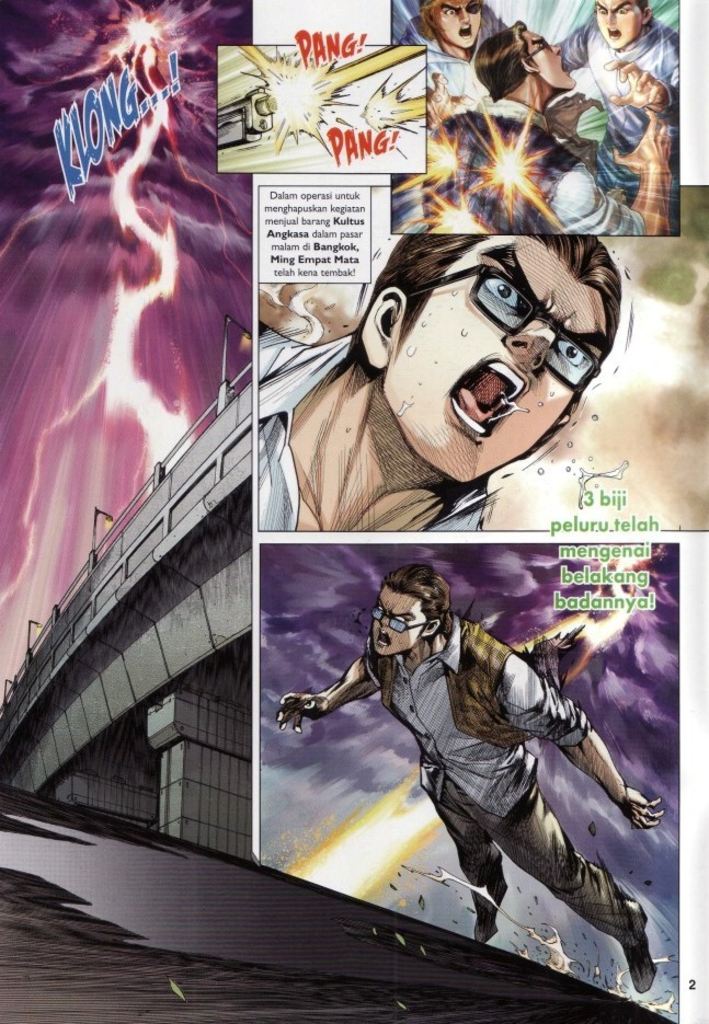 KLONG....!
PANG!
PANG!
Dalam operasi untuk
menghapuskan kegiatan
menjual barang Kultus
Angkasa dalam pasar
malam di Bangkok,
Ming Empat Mata
telah kena tembak!
3 biji
peluru telah
mengenai
belakang
badannya!
2